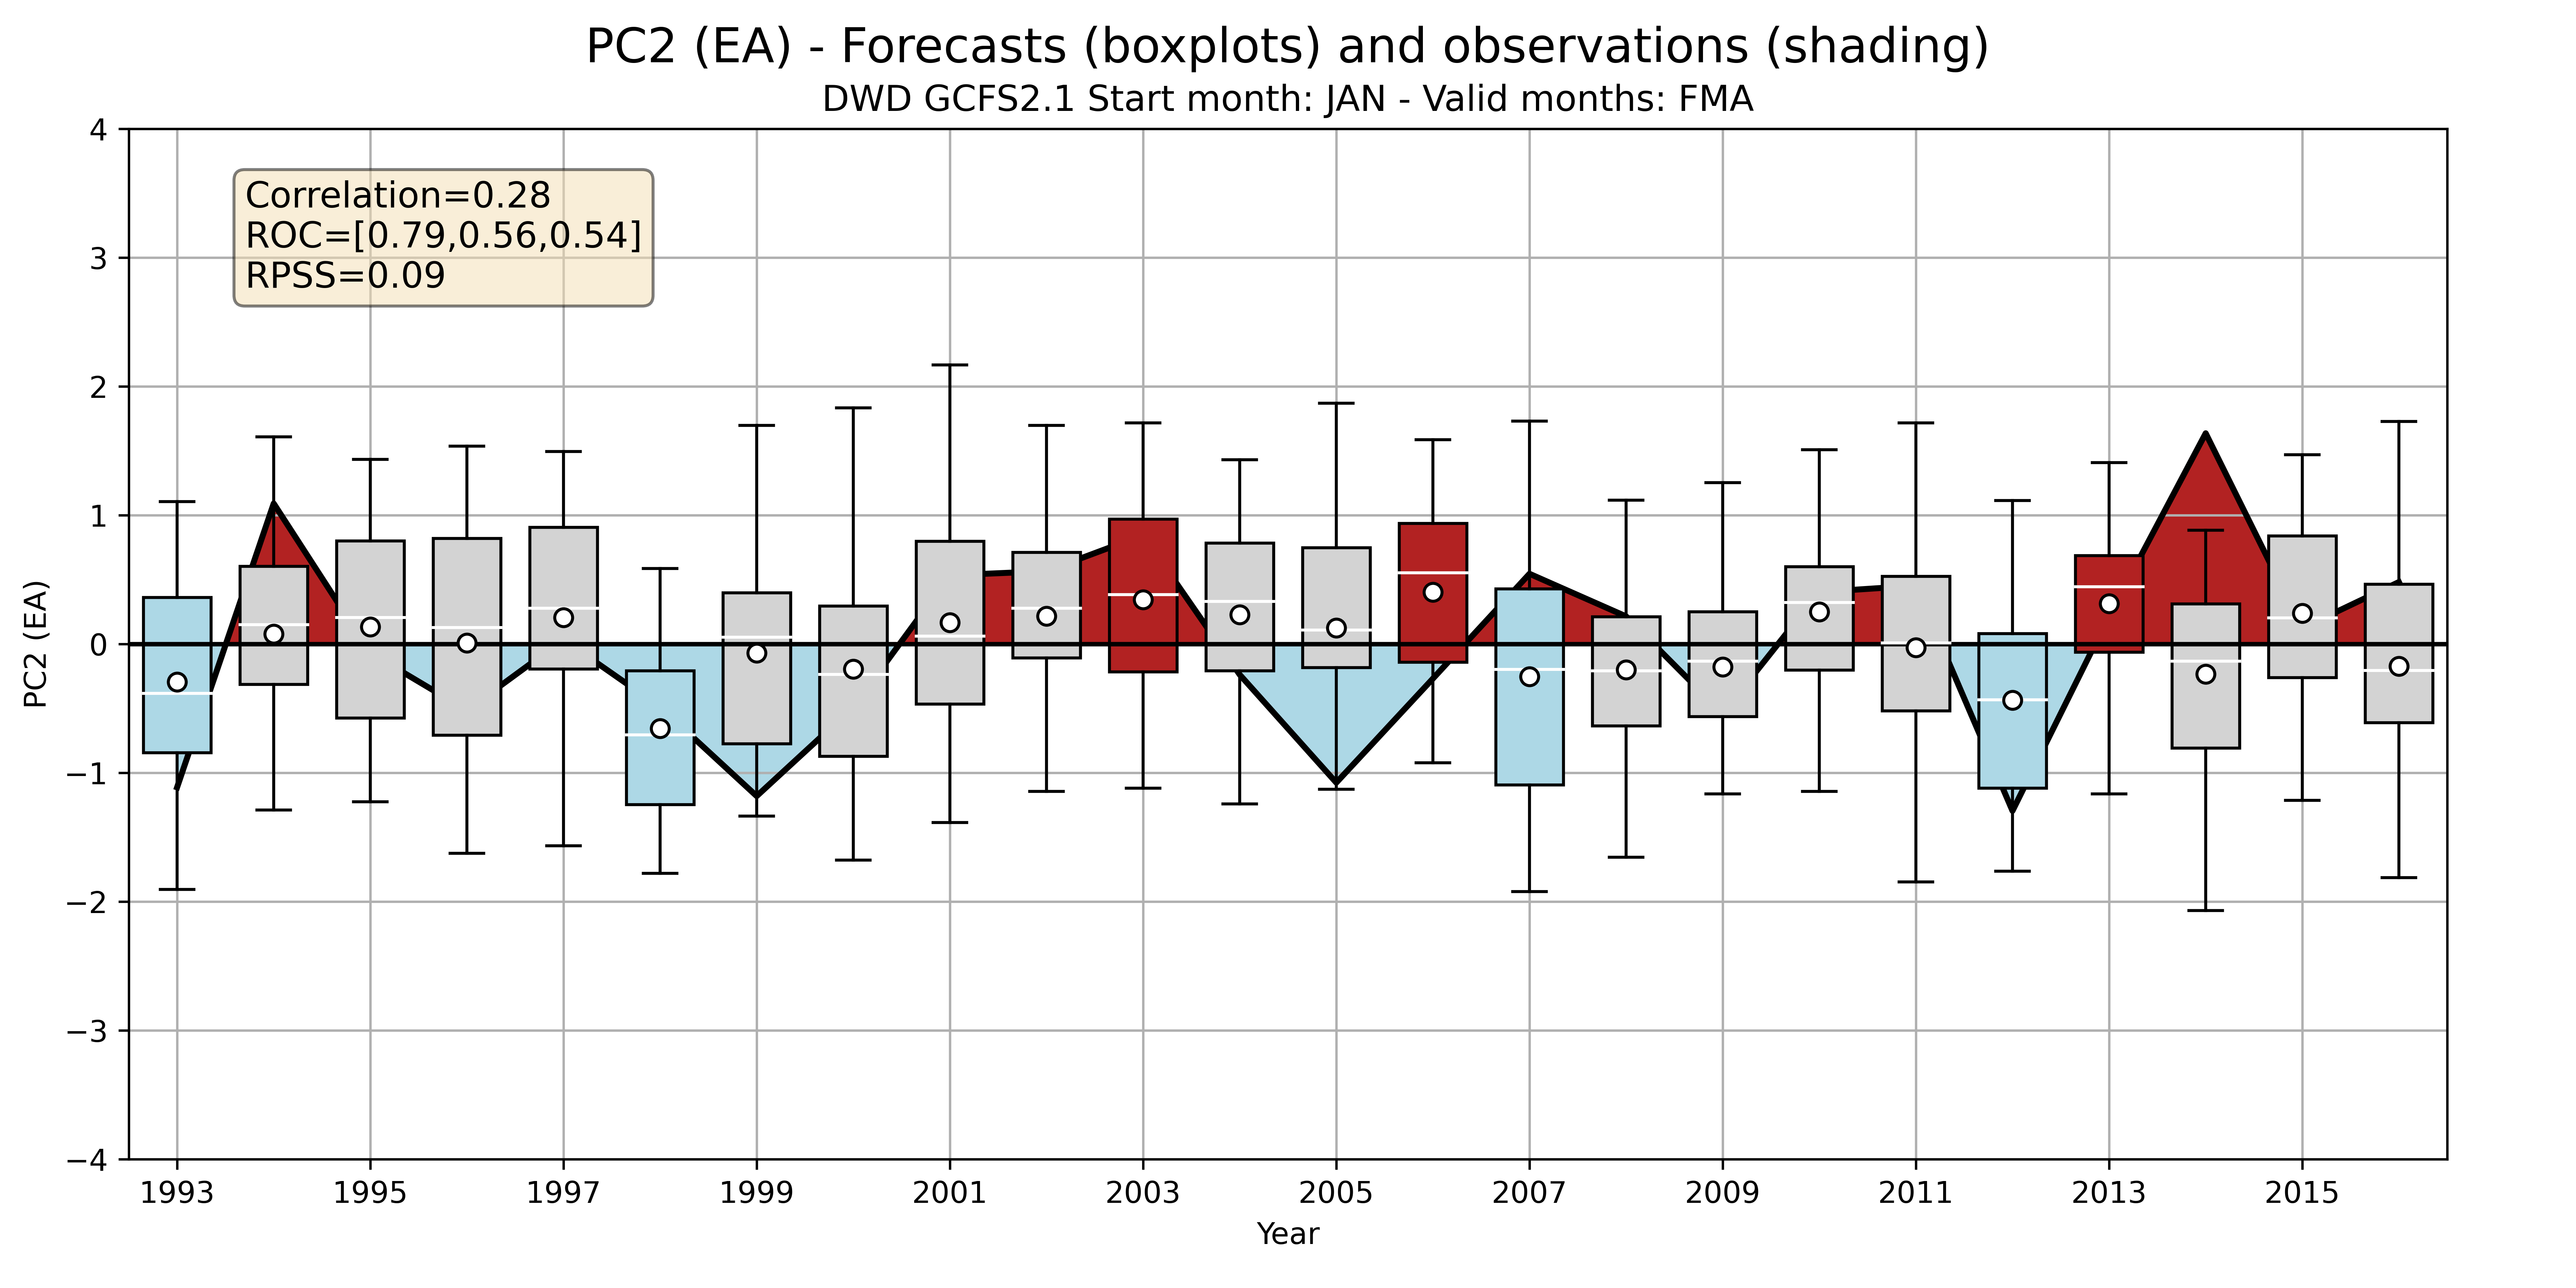 PC2 (EA) - Forecasts (boxplots) and observations (shading)
DWD GCFS2.1 Start month: JAN - Valid months: FMA
Correlation=0.28
ROC=[0.79,0.56,0.54]
RPSS=0.09
PC2 (EA)
4
3
2
1
0
−1
−2
−3
−4
1993 1995 1997 1999 2001 2003 2005 2007 2009 2011 2013 2015
Year